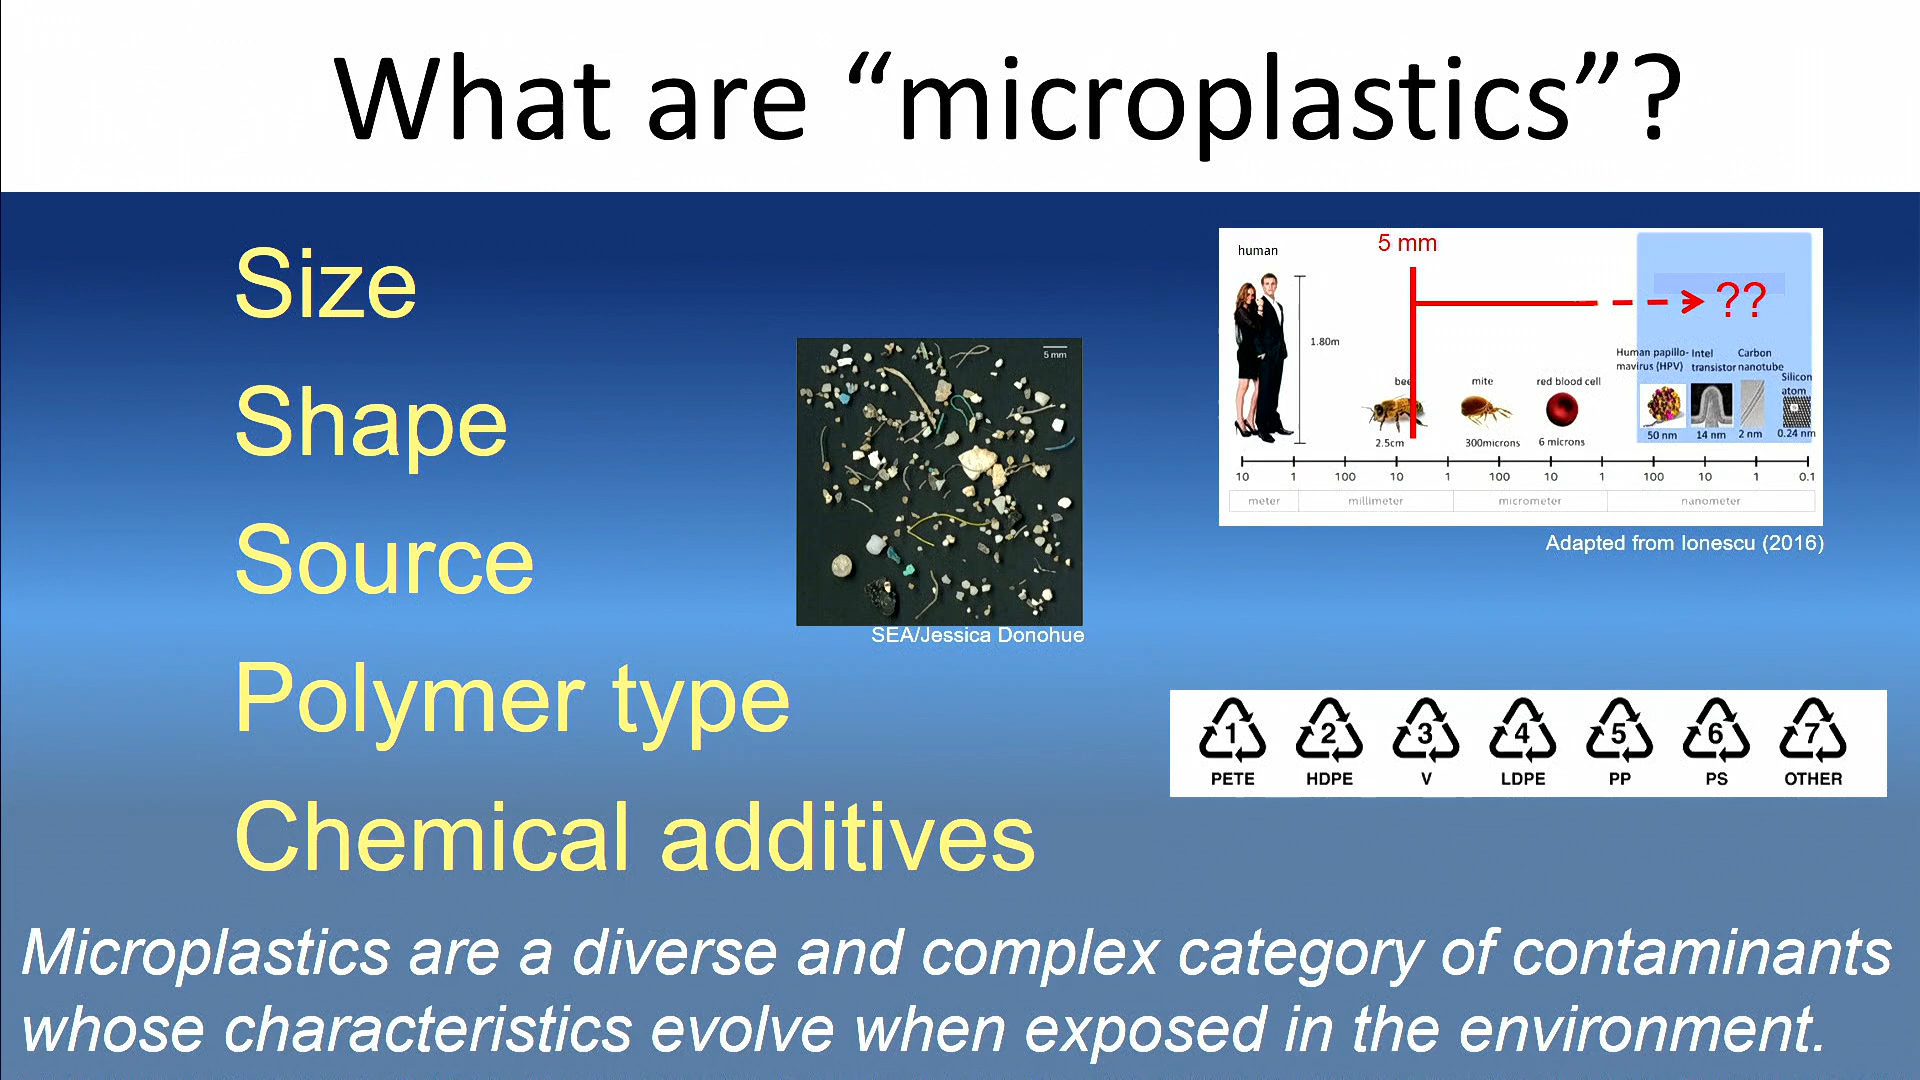 What are “microplastics”?
Size
Shape
Source
Polymer type
Chemical additives
5 mm
SEA/Jessica Donohue
human
5 mm
??
1.80m
Human papillo-
mavirus (HPV)
Intel
transistor
Carbon
nanotube
Silicon
atom
bee
mite
red blood cell
2.5cm
300microns
6 microns
50 nm
14 nm
2 nm
0.24 nm
10 1 100 10 1 100 10 1 100 10 1 0.1
meter millimeter micrometer nanometer
Adapted from Ionescu (2016)
1 2 3 4 5 6 7
PETE HDPE V LDPE PP PS OTHER
Microplastics are a diverse and complex category of contaminants
whose characteristics evolve when exposed in the environment.